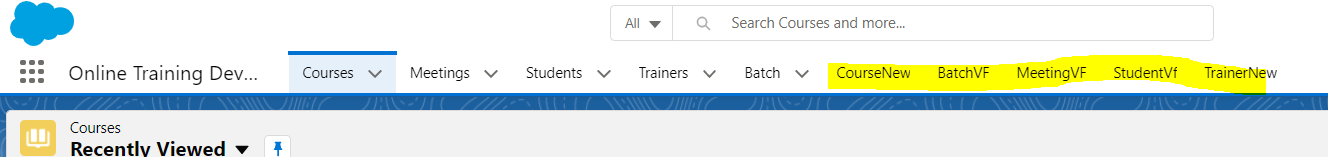 All Search Courses and more...
Online Training Dev... Courses Meetings Students Trainers Batch CourseNew BatchVF MeetingVF StudentVf TrainerNew
Courses
Recently Viewed